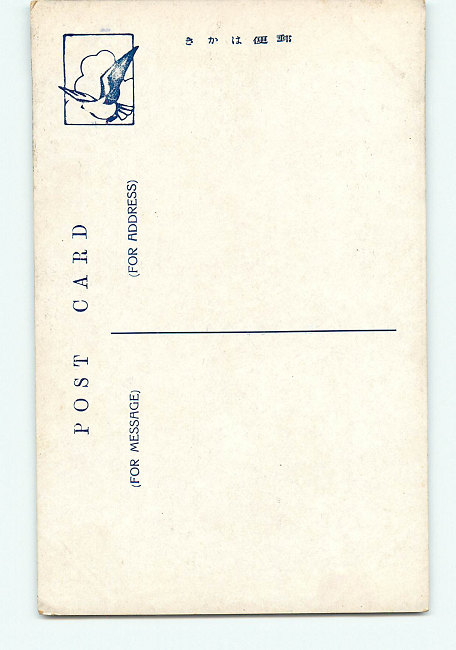 郵便はかき
POST CARD
(FOR ADDRESS)
(FOR MESSAGE)